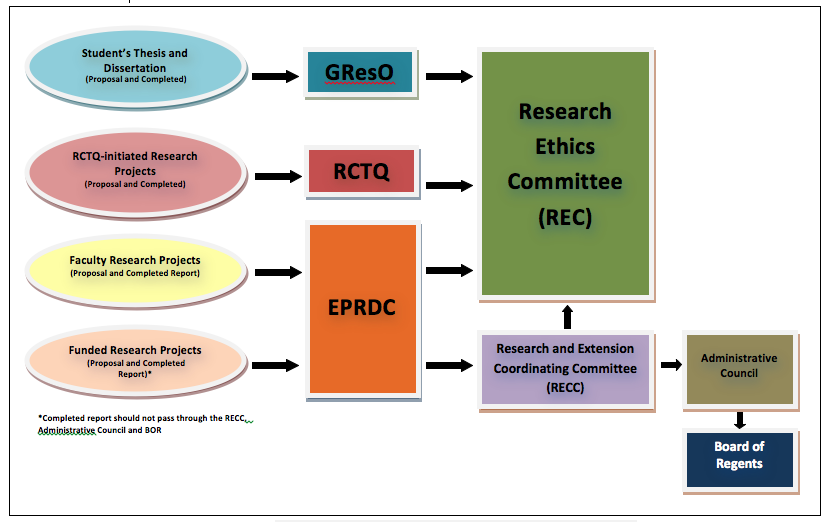 Student's Thesis and
Dissertation
(Proposal and Completed)
GResO
RCTQ-initiated Research
Projects
(Proposal and Completed)
RCTQ
Faculty Research Projects
(Proposal and Completed Report)
Funded Research Projects
(Proposal and Completed
Report)*
EPRDC
Research
Ethics
Committee
(REC)
Research and Extension
Coordinating Committee
(RECC)
Administrative
Council
Board of
Regents
*Completed report should not pass through the RECC,
Administrative Council and BOR